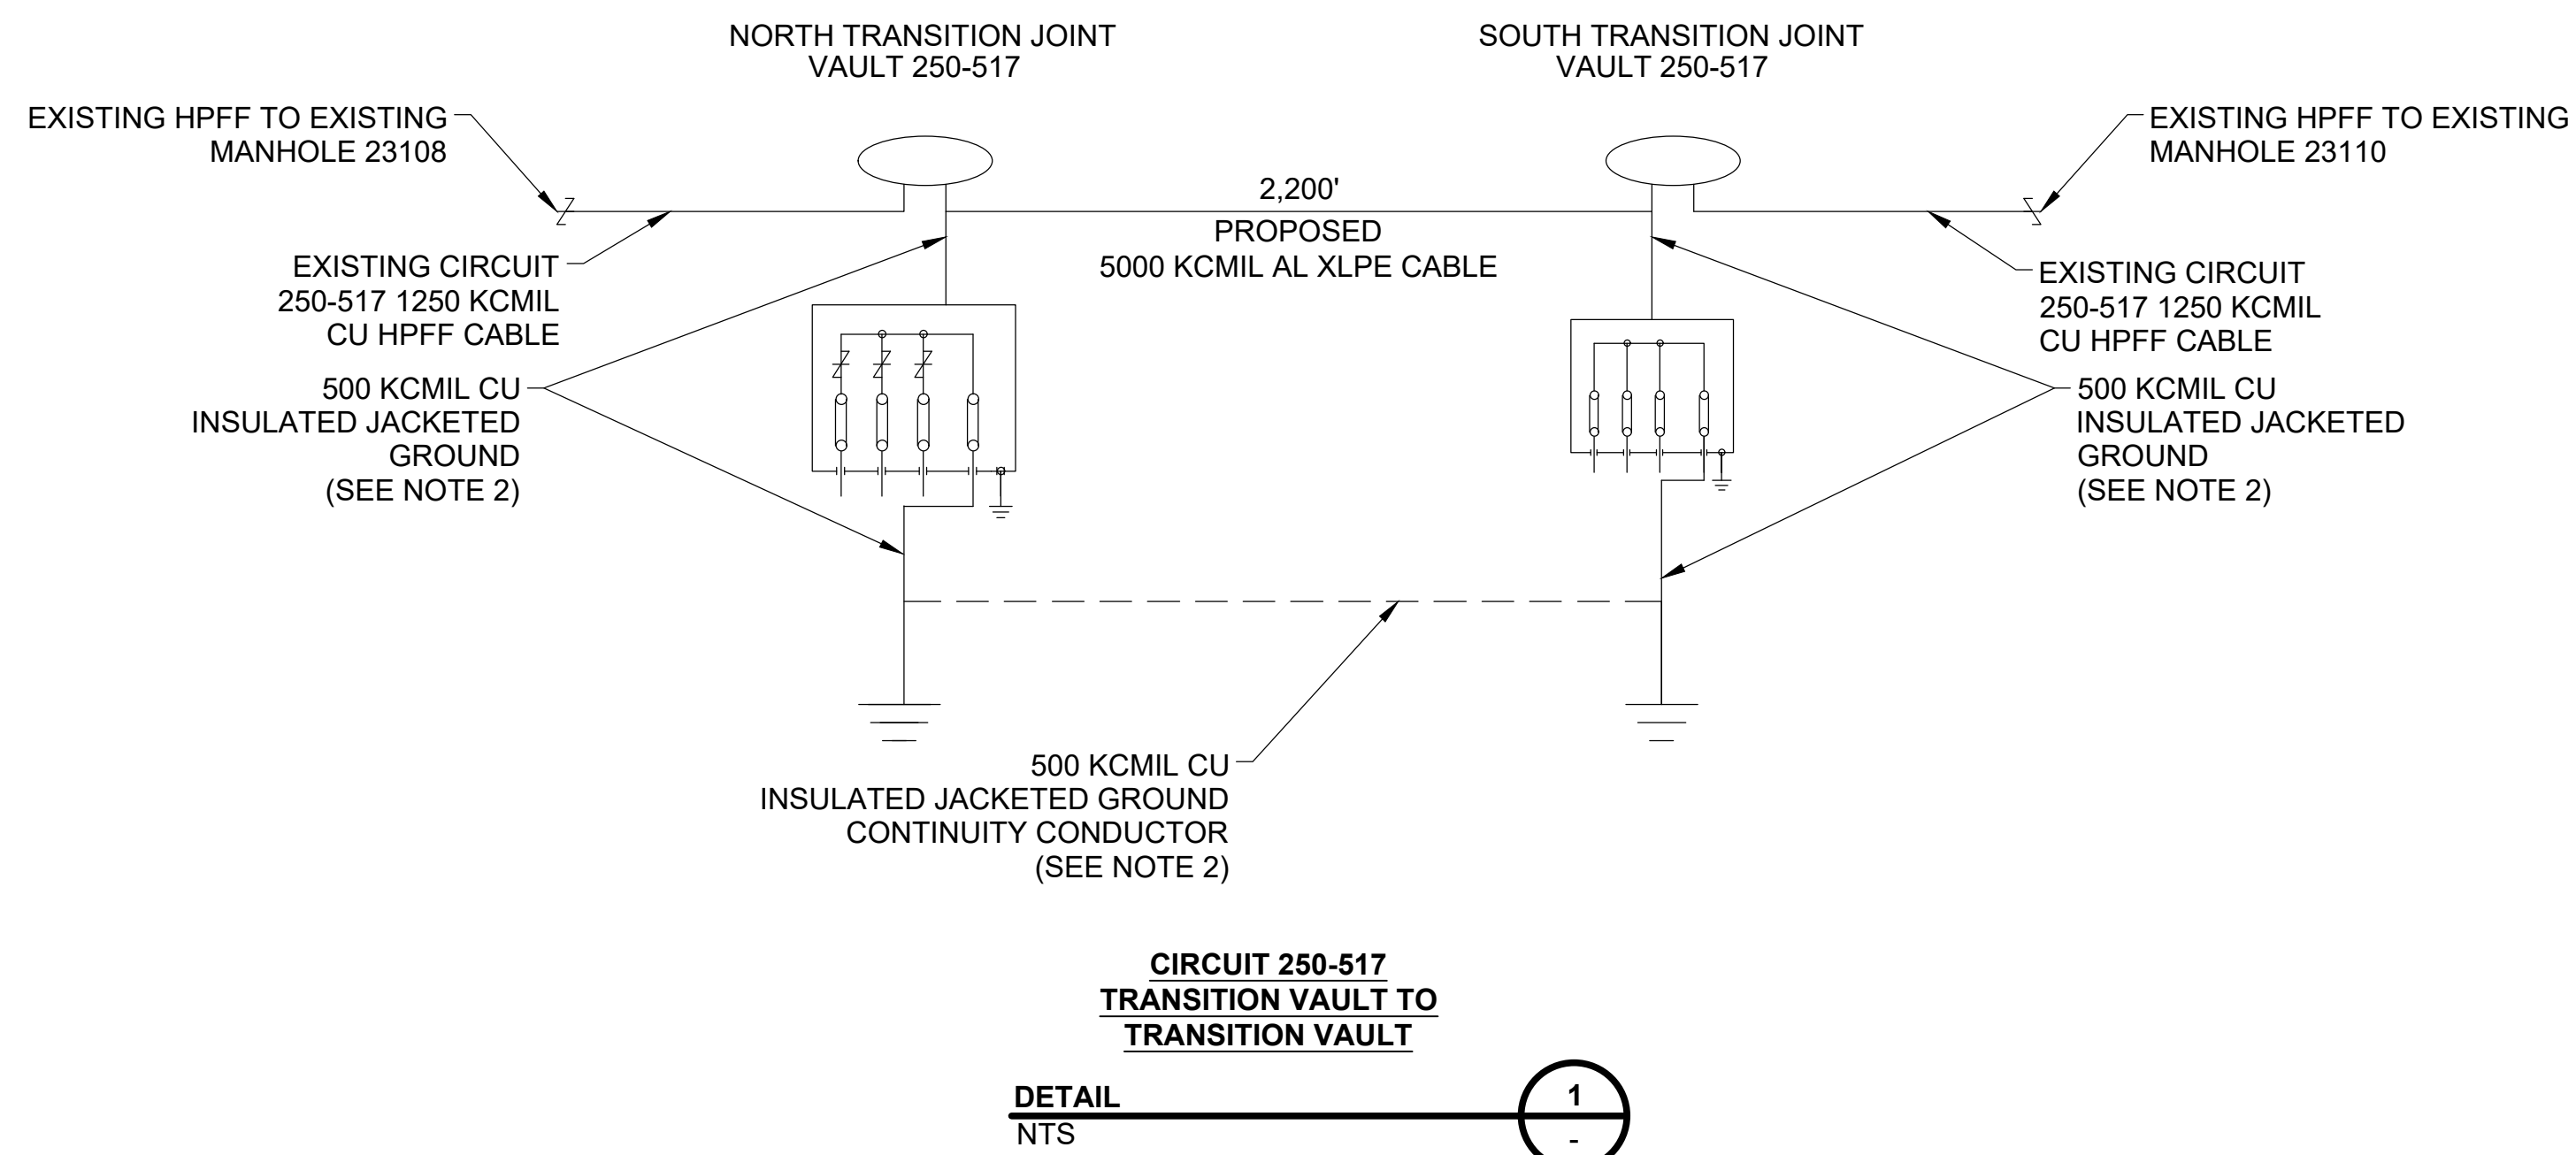 NORTH TRANSITION JOINT
VAULT 250-517
SOUTH TRANSITION JOINT
VAULT 250-517
EXISTING HPFF TO EXISTING
MANHOLE 23108
EXISTING HPFF TO EXISTING
MANHOLE 23110
2,200'
PROPOSED
5000 KCMIL AL XLPE CABLE
EXISTING CIRCUIT
250-517 1250 KCMIL
CU HPFF CABLE
EXISTING CIRCUIT
250-517 1250 KCMIL
CU HPFF CABLE
500 KCMIL CU
INSULATED JACKETED
GROUND
(SEE NOTE 2)
500 KCMIL CU
INSULATED JACKETED
GROUND
(SEE NOTE 2)
500 KCMIL CU
INSULATED JACKETED GROUND
CONTINUITY CONDUCTOR
(SEE NOTE 2)
CIRCUIT 250-517
TRANSITION VAULT TO
TRANSITION VAULT
DETAIL
1
NTS
-